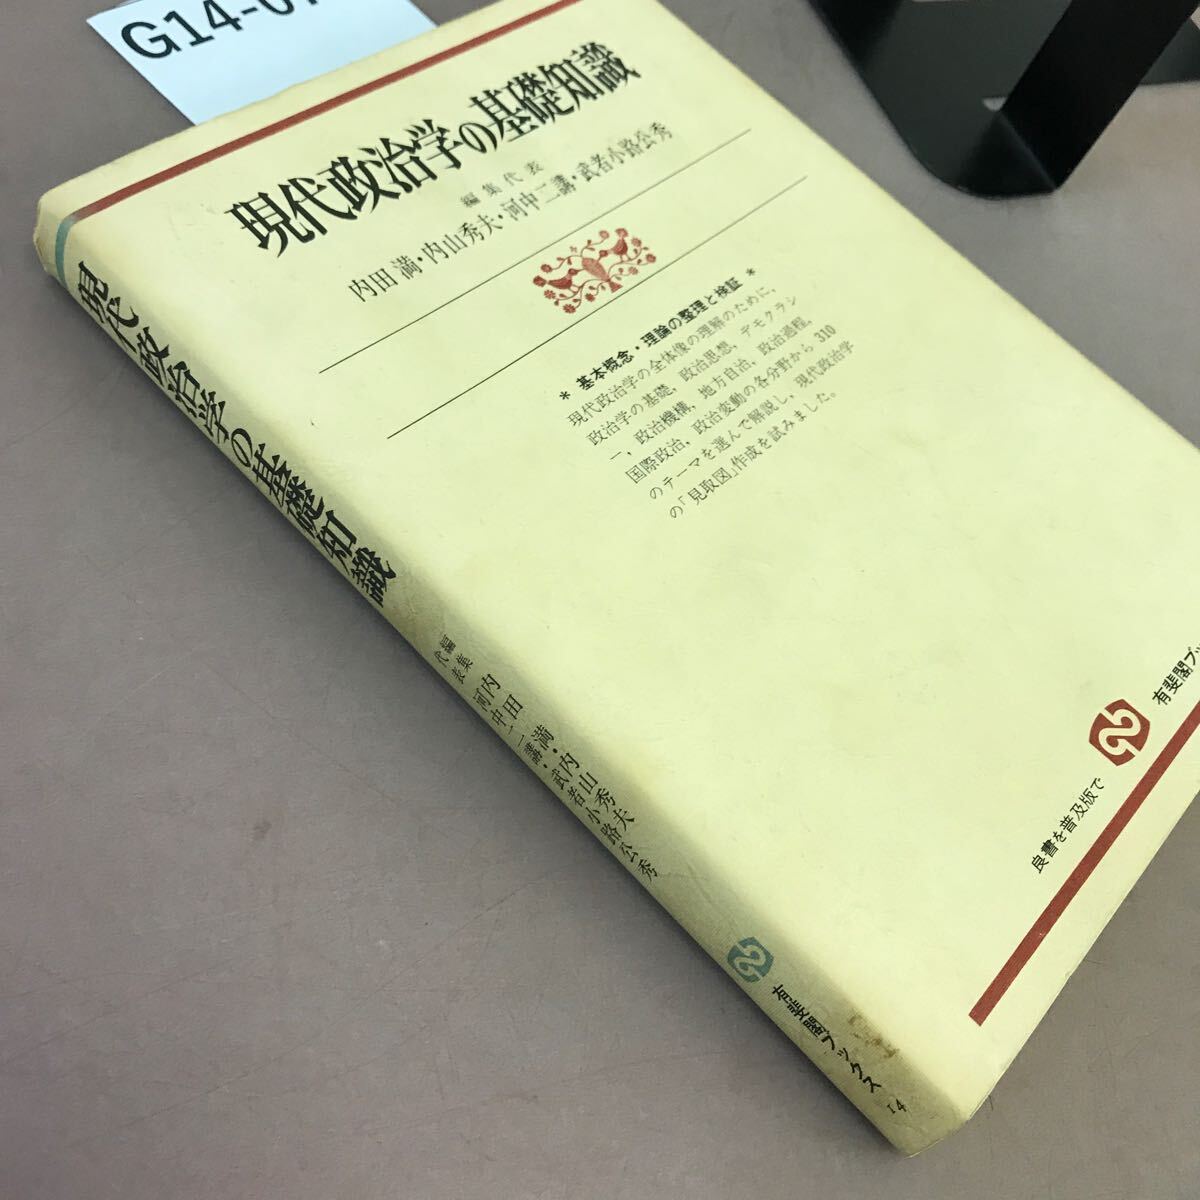 G14-0
現代政治学の基礎知識
編集代表
内田 満・内山秀夫・河中二講・武者小路公秀
＊ 基本概念・理論の整理と検証 ＊
現代政治学の全体像の理解のために,
政治学の基礎, 政治思想, デモクラシ
ー, 政治機構, 地方自治, 政治過程,
国際政治, 政治変動の各分野から 310
のテーマを選んで解説し, 現代政治学
の「見取図」作成を試みました。
良書を普及版で
有斐閣ブッ
現代政治学の基礎知識
編集
代表
内田 満・内山秀夫
河中二講・武者小路公秀
有斐閣ブックス
14